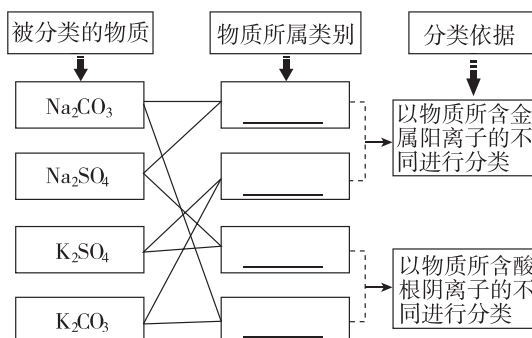 被分类的物质
物质所属类别
分类依据
Na₂CO₃
Na₂SO₄
K₂SO₄
K₂CO₃
以物质所含金
属阳离子的不
同进行分类
以物质所含酸
根阴离子的不
同进行分类